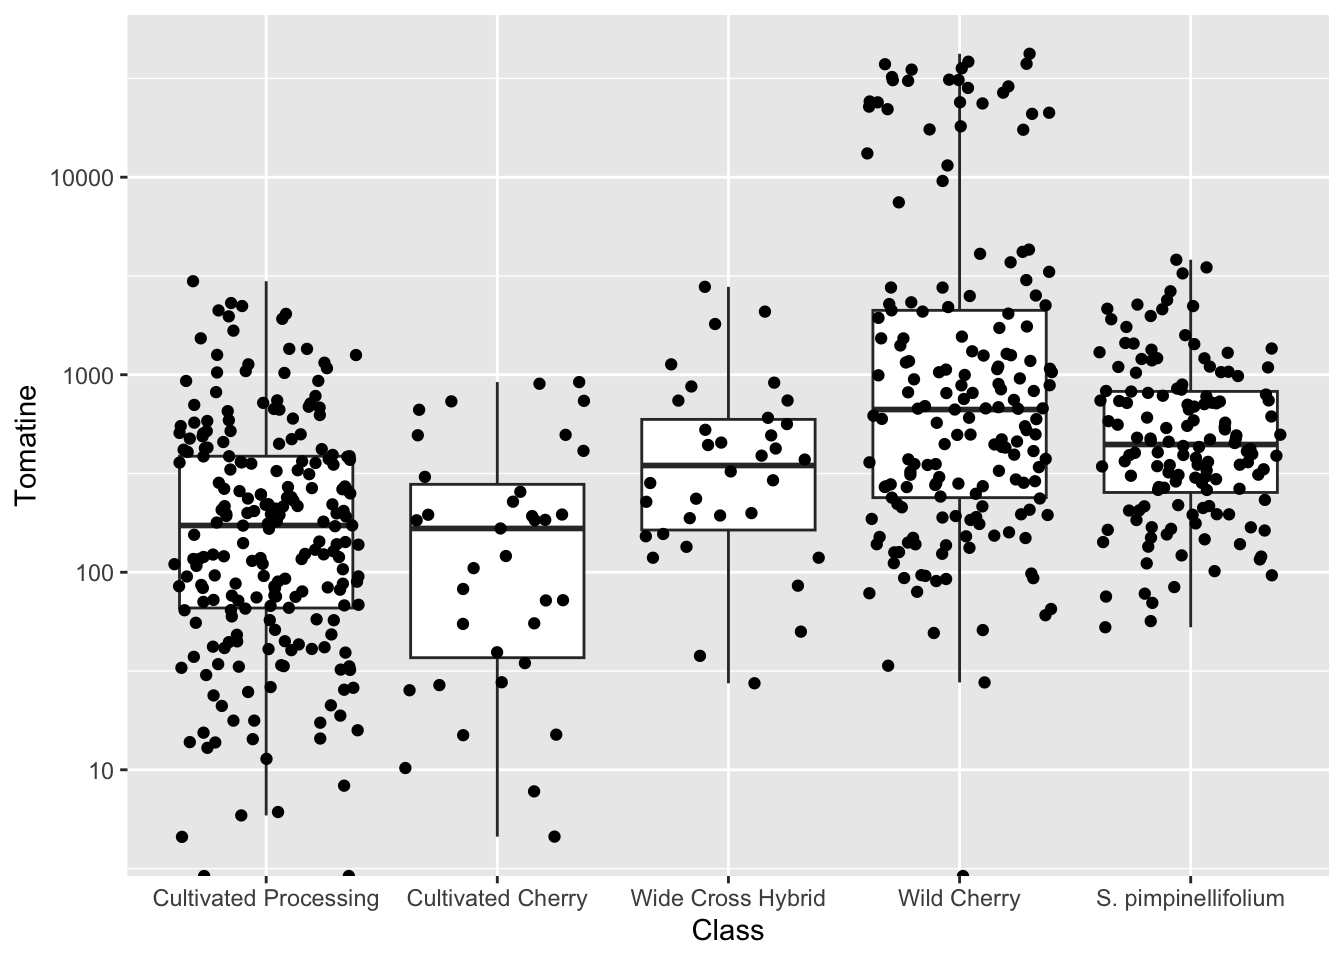 Tomatine
10000
1000
100
10
Cultivated Processing
Cultivated Cherry
Wide Cross Hybrid
Wild Cherry
S. pimpinellifolium
Class